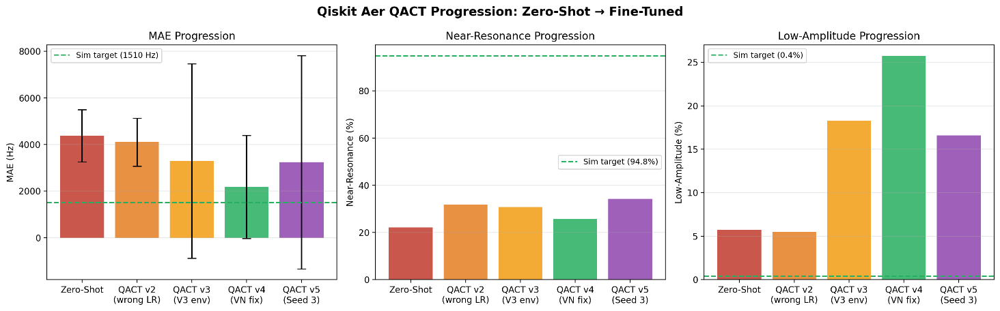 Qiskit Aer QACT Progression: Zero-Shot → Fine-Tuned
MAE Progression
Sim target (1510 Hz)
MAE (Hz)
8000
6000
4000
2000
0
Zero-Shot
QACT v2
(wrong LR)
QACT v3
(V3 env)
QACT v4
(VN fix)
QACT v5
(Seed 3)
Near-Resonance Progression
Sim target (94.8%)
Near-Resonance (%)
80
60
40
20
0
Zero-Shot
QACT v2
(wrong LR)
QACT v3
(V3 env)
QACT v4
(VN fix)
QACT v5
(Seed 3)
Low-Amplitude Progression
Sim target (0.4%)
Low-Amplitude (%)
25
20
15
10
5
0
Zero-Shot
QACT v2
(wrong LR)
QACT v3
(V3 env)
QACT v4
(VN fix)
QACT v5
(Seed 3)